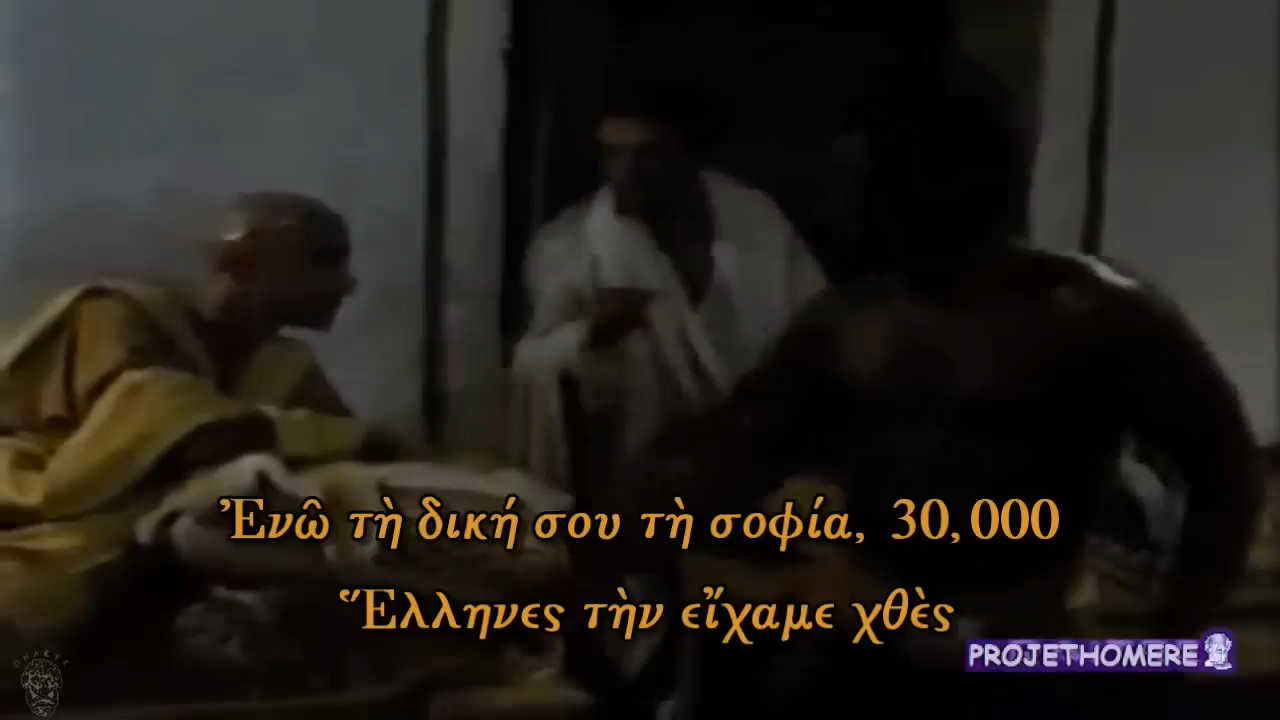 Ἐνῶ τὴ δική σου τὴ σοφία, 30,000
Ἕλληνες τὴν εἴχαμε χθὲς
PROJETHOMERE